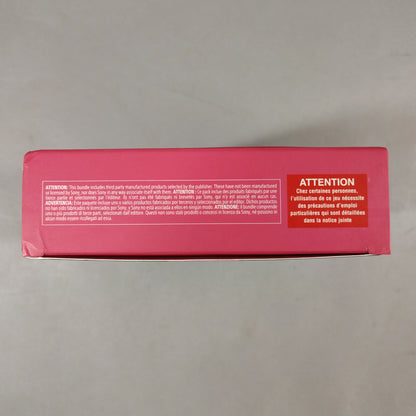 ATTENTION: This bundle includes third parts manufactured products selected by the publisher. These have not been manufactured
or licensed by Sony, nor does Sony in any way associate itself with them. ATTENTION: Ce pack inclue des produits fabriqués par une
tierce partie et selectionnés par l'éditeur. Ils n'ont pas été fabriqués ni brevetés par Sony, qui n'y est associé en aucun cas.
ADVERTENCIA: Este paquete incluye uno o varios productos fabricados por terceros y seleccionados por el editor. Dichos productos
no han sido fabricados ni licenciados por Sony, y Sony no está asociada a ellos en ningún modo. ATTENZIONE: Il bundle comprende
uno o più prodotti di terze parti, selezionati dall'editore. Questi non sono stati prodotti o concessi in licenza da Sony, né possono in
alcun modo essere ricollegati ad essa.
ATTENTION
Chez certaines personnes,
l'utilisation de ce jeu nécessite
des précautions d'emploi
particulières qui sont détaillées
dans la notice jointe